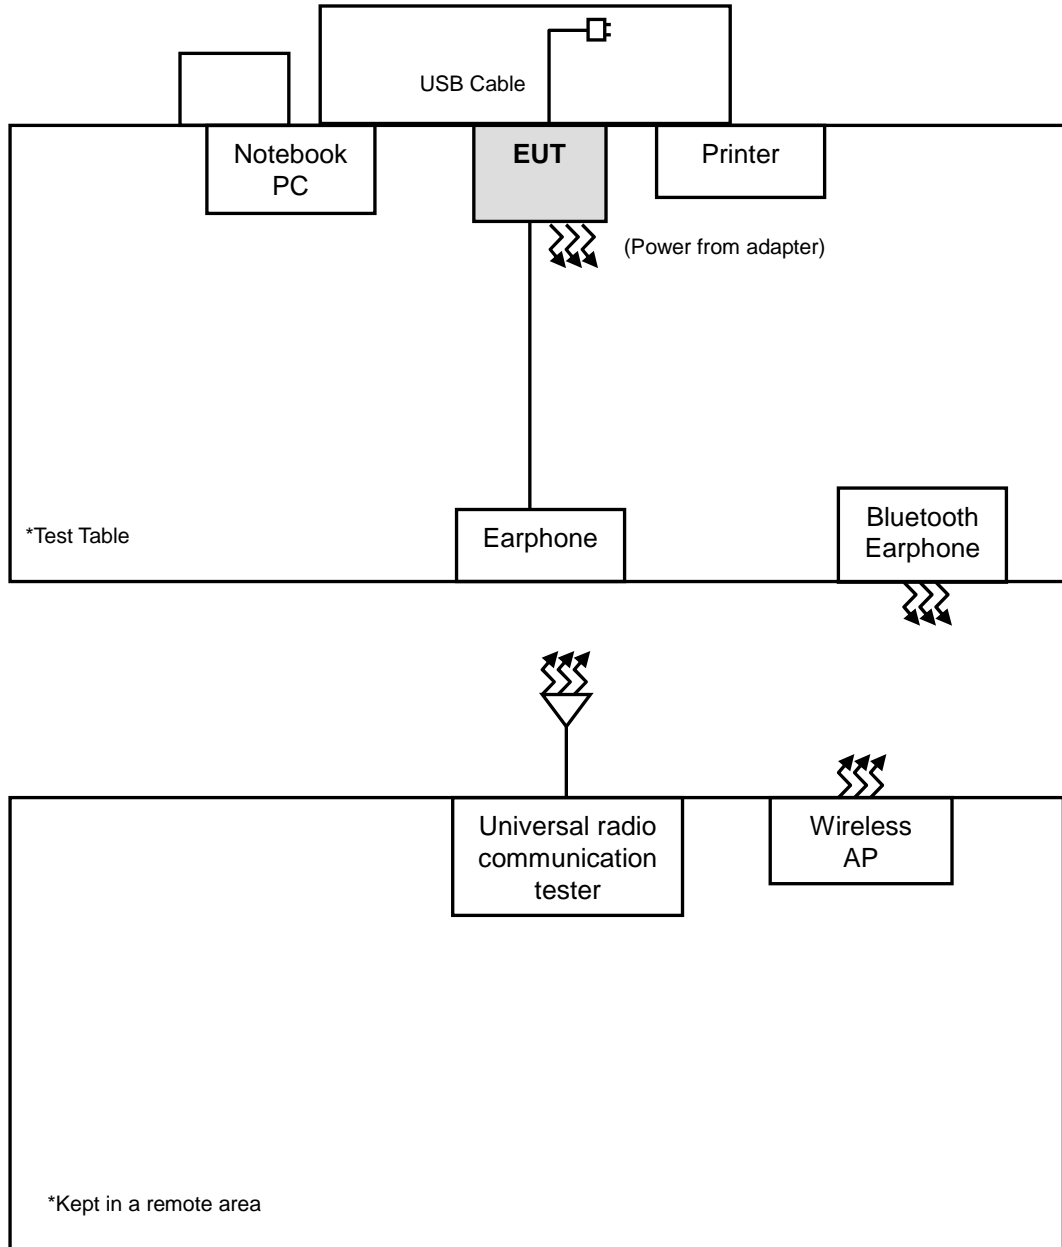 USB Cable
Notebook
PC
EUT
Printer
(Power from adapter)
*Test Table
Earphone
Bluetooth
Earphone
Universal radio
communication
tester
Wireless
AP
*Kept in a remote area